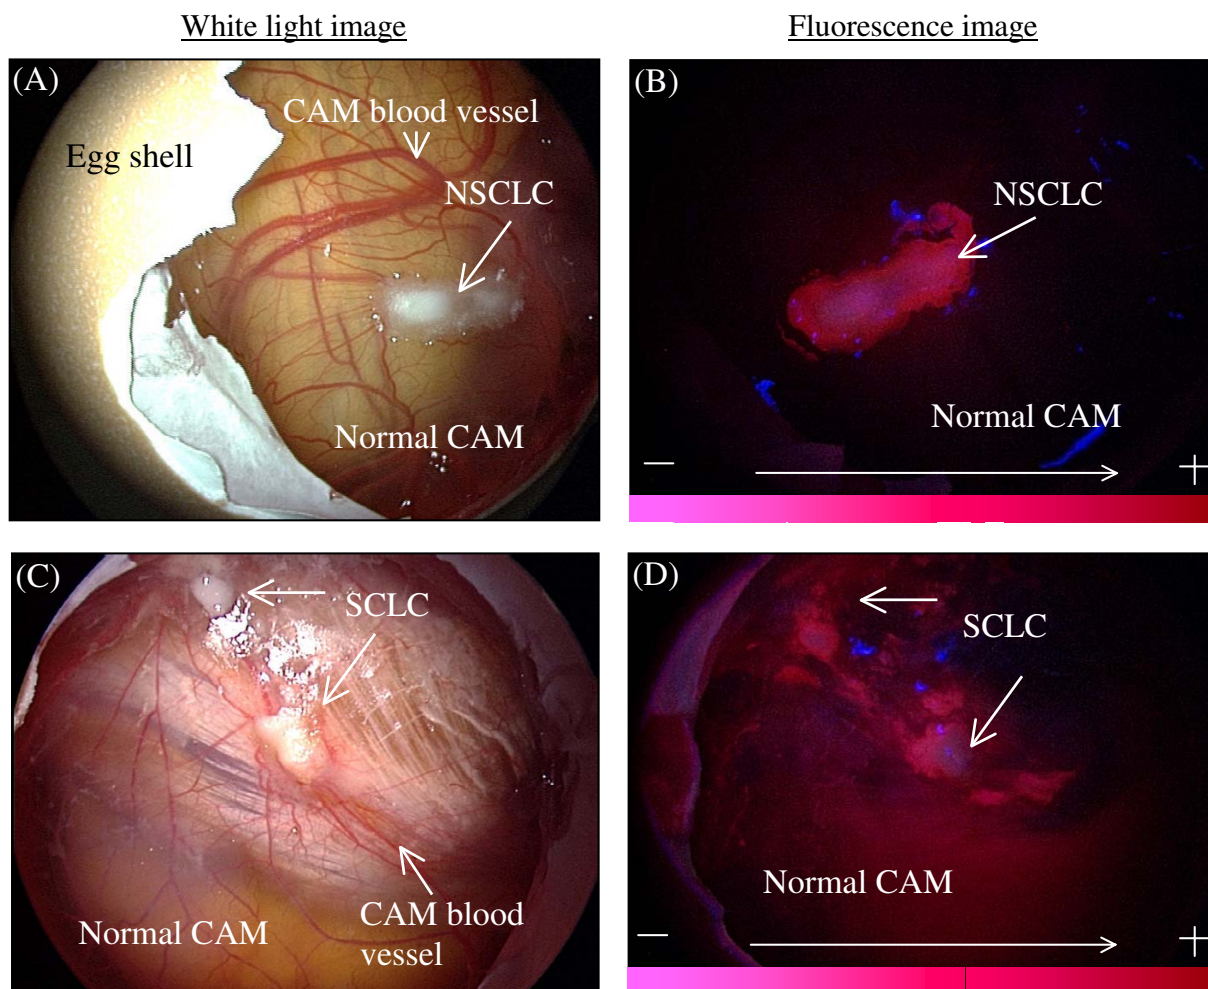 White light image
Fluorescence image
(A)
CAM blood vessel
Egg shell
NSCLC
Normal CAM
(B)
NSCLC
Normal CAM
— +
(C)
SCLC
CAM blood
vessel
Normal CAM
(D)
SCLC
Normal CAM
— +